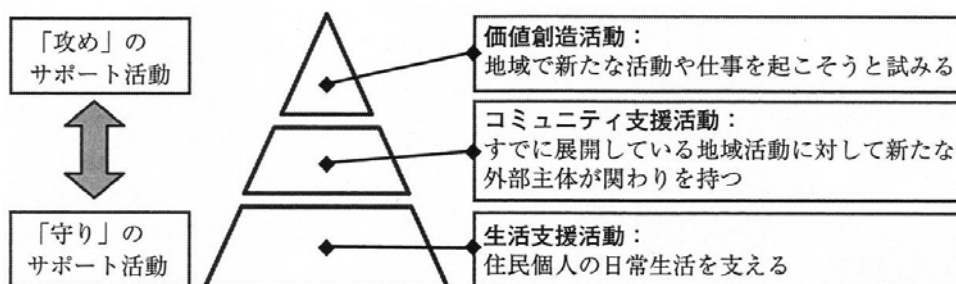 「攻め」の
サポート活動
価値創造活動：
地域で新たな活動や仕事を起こそうと試みる
コミュニティ支援活動：
すでに展開している地域活動に対して新たな
外部主体が関わりを持つ
「守り」の
サポート活動
生活支援活動：
住民個人の日常生活を支える